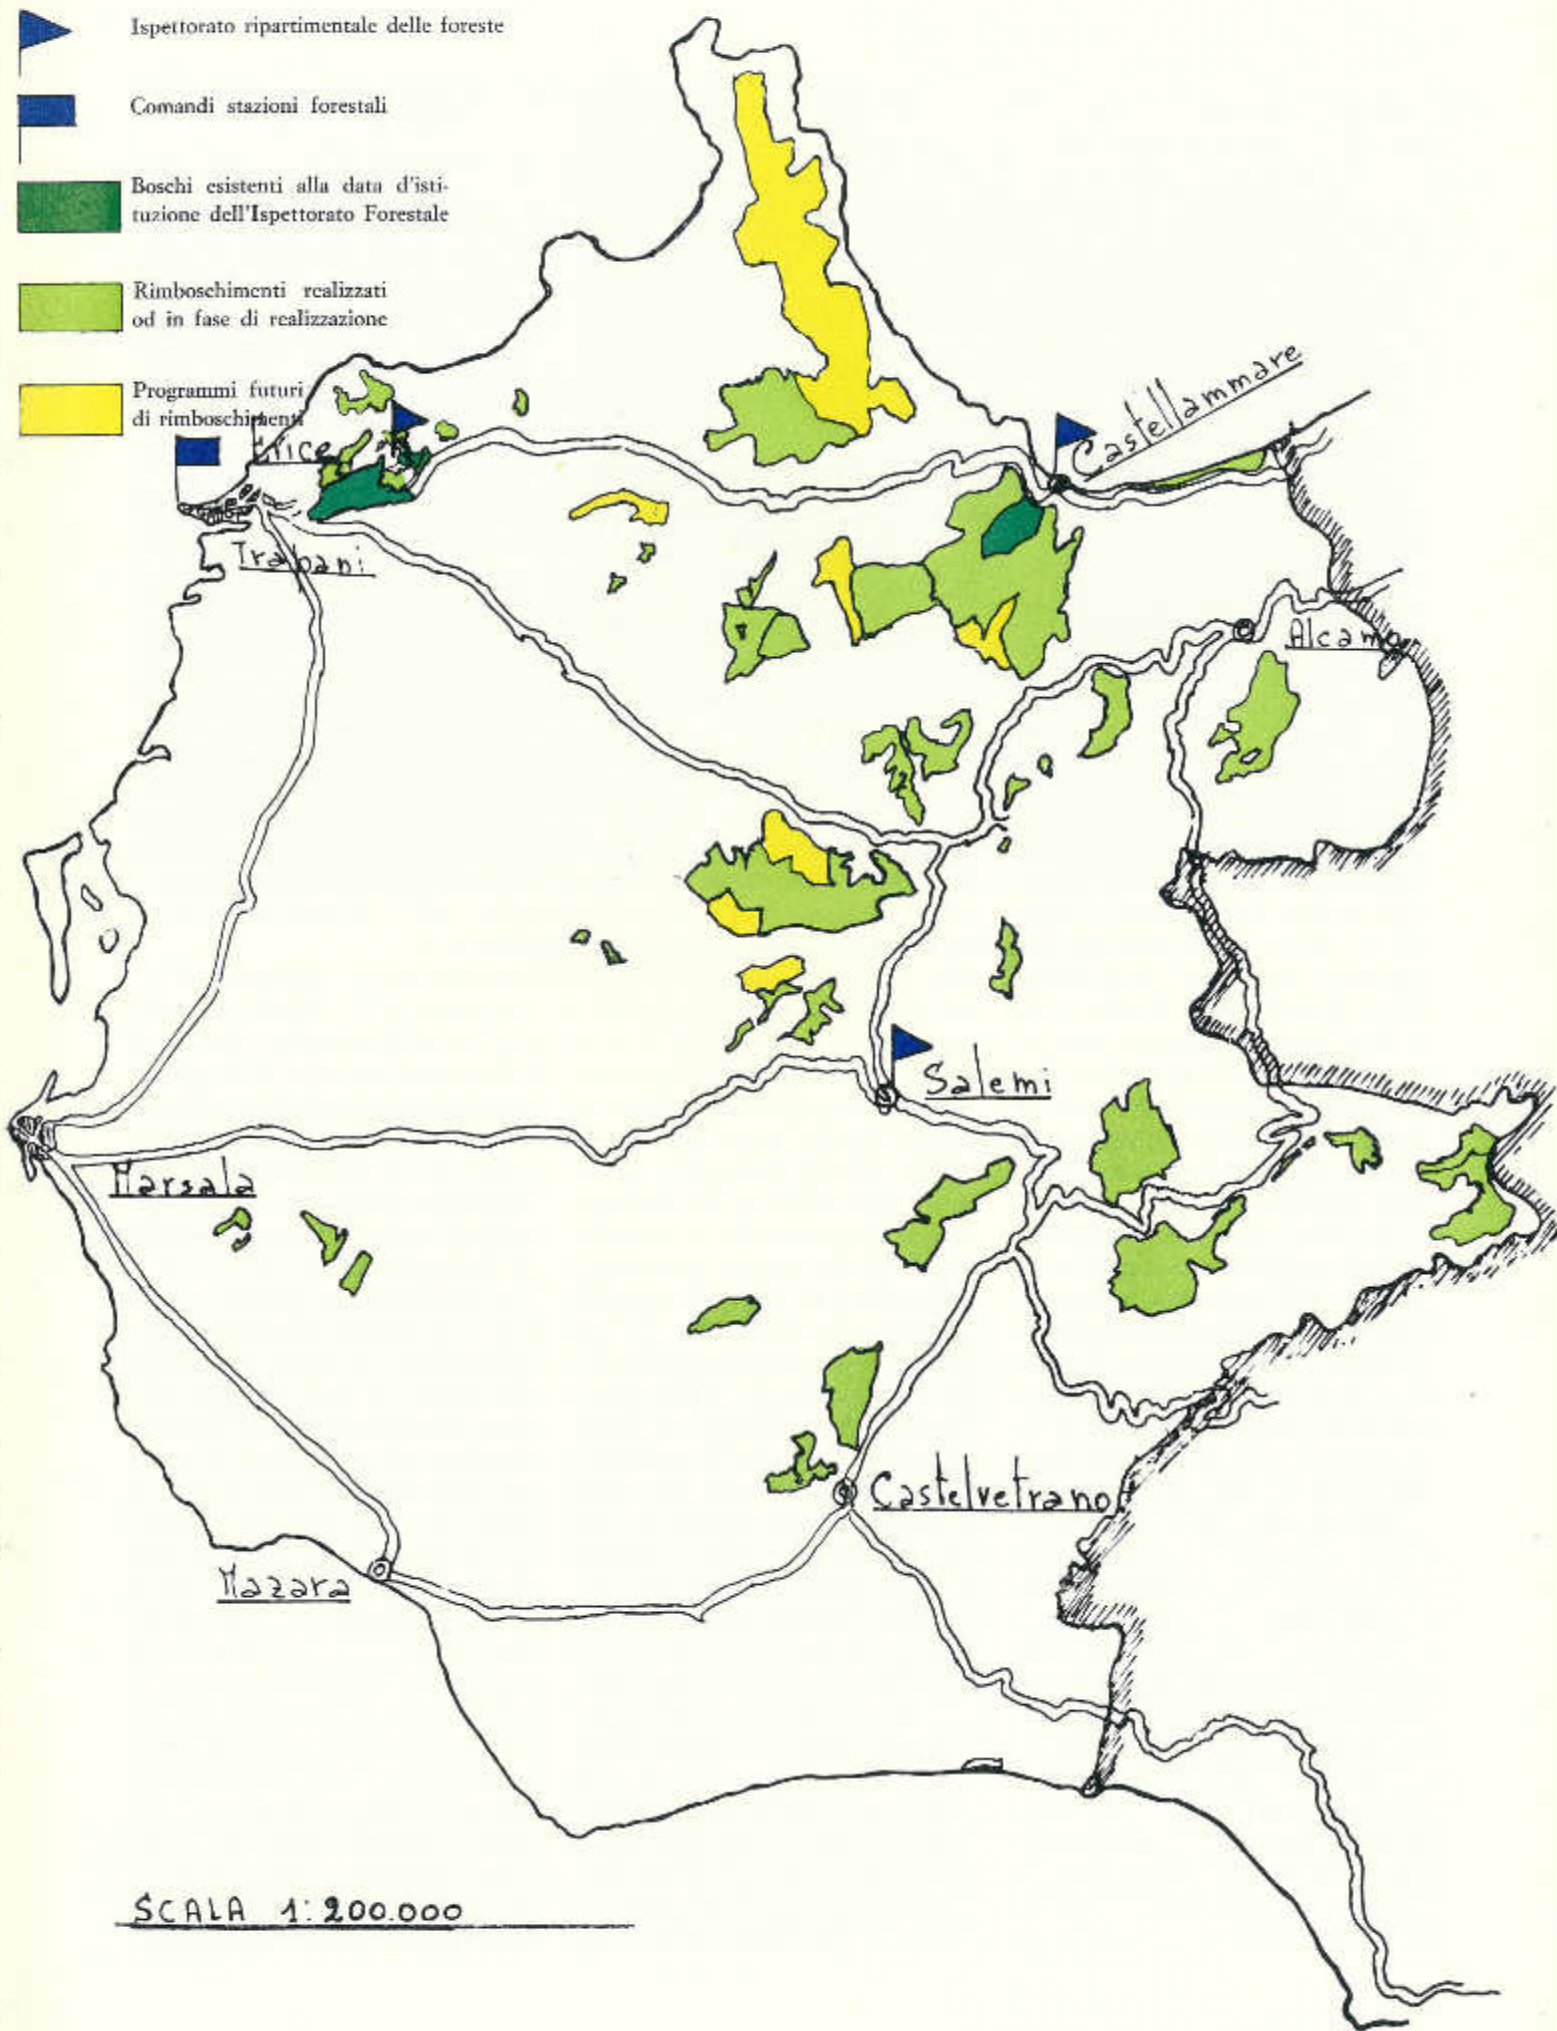 Ispettorato ripartimentale delle foreste
Comandi stazioni forestali
Boschi esistenti alla data d'isti-
tuzione dell'Ispettorato Forestale
Rimboschimenti realizzati
od in fase di realizzazione
Programmi futuri
di rimboschimenti
Erice
Castellammare
Trapani
Alcamo
Salemi
Marsala
Castelvetrano
Mazara
SCALA 1:200.000